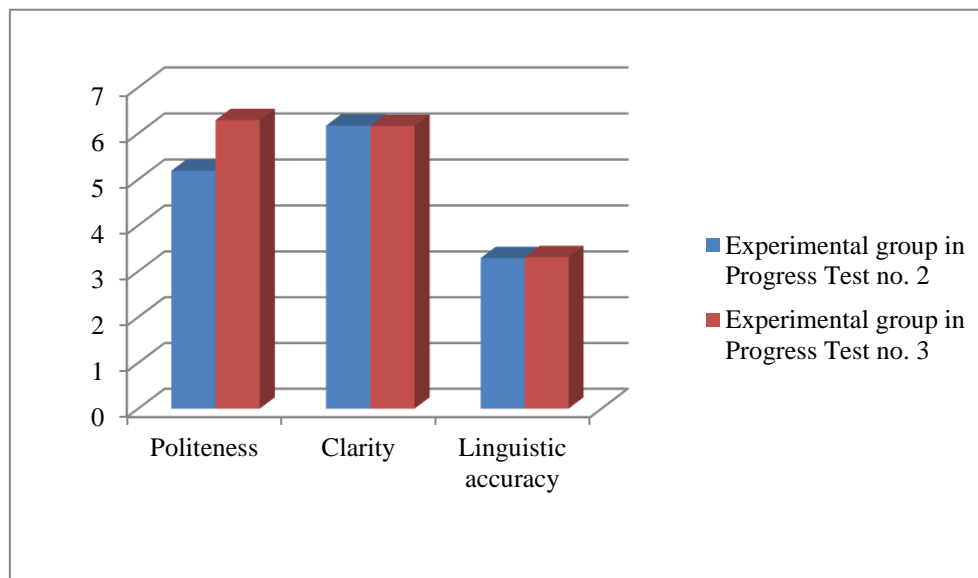 7
6
5
4
3
2
1
0
Politeness
Clarity
Linguistic
accuracy
Experimental group in
Progress Test no. 2
Experimental group in
Progress Test no. 3